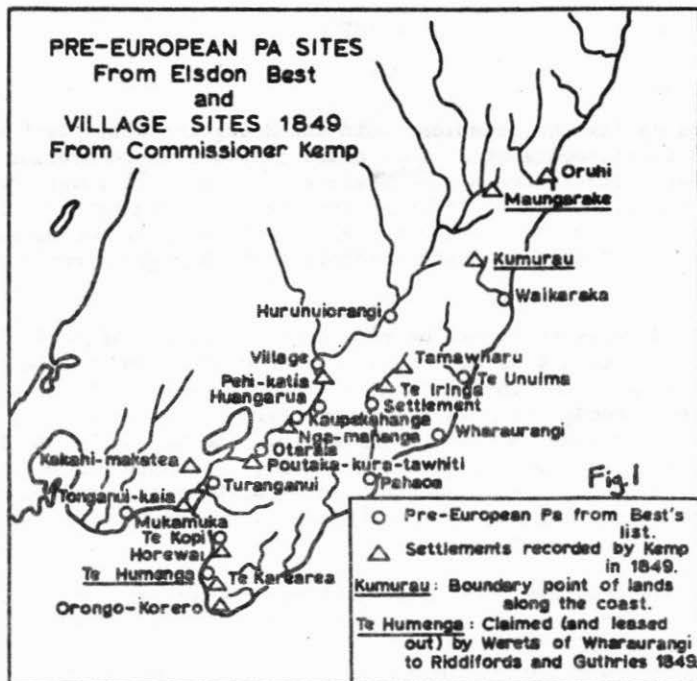 PRE-EUROPEAN PA SITES
From Elsdon Best
and
VILLAGE SITES 1849
From Commissioner Kemp
Oruhi
Maungarake
Kumurau
Waikaraka
Hurunuiorangi
Village
Tamawharu
Pehi-katia
Te Unuima
Te Iringa
Huangarua
Settlement
Kaupekahange
Nga-mahanga
Wharaurangi
Otaraia
Kakahi-makatea
Poutaka-kura-tawhiti
Turanganui
Pahaoa
Tonganui-kaia
Mukamuka
Te Kopi
Horewai
Te Humenga
Te Karearea
Orongo-Korero
Fig.1
Pre-European Pa from Best's
list.
Settlements recorded by Kemp
in 1849.
Kumurau: Boundary point of lands
along the coast.
Te Humenga: Claimed (and leased
out) by Wereta of Wharaurangi
to Riddifords and Guthries 1849.